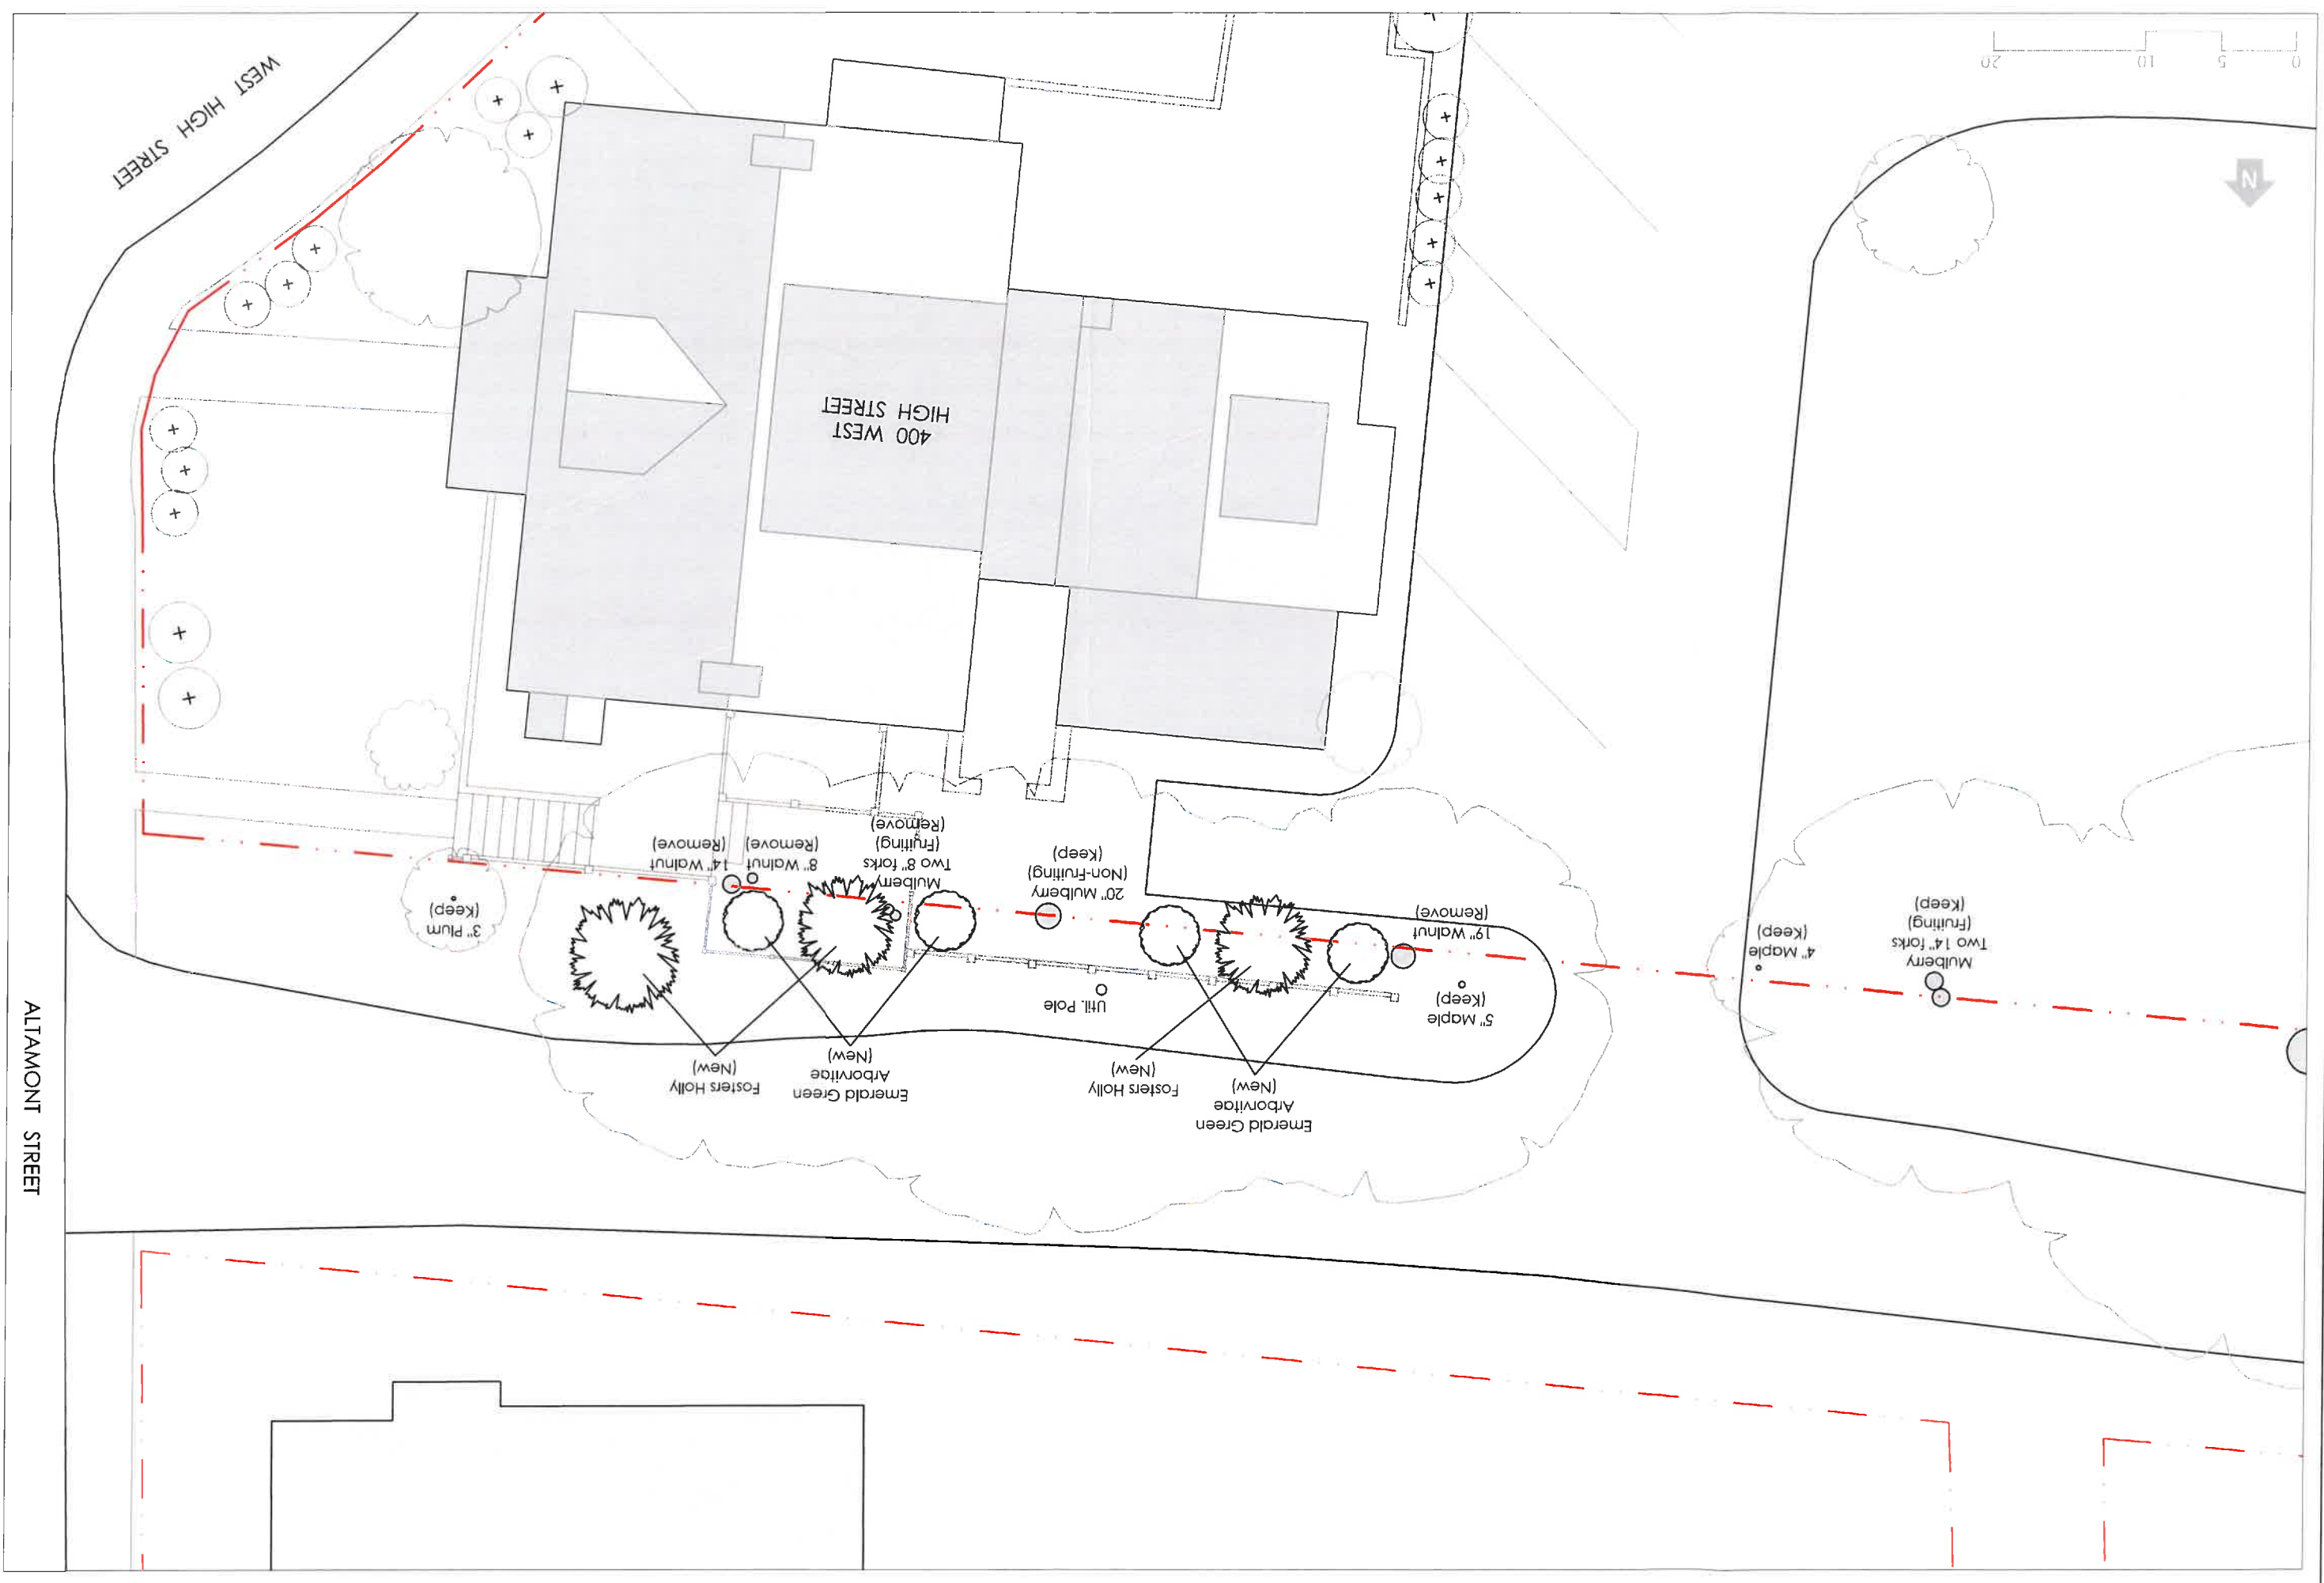 ALTAMONT STREET
Emerald Green
Arborvitae
(New)
Fosters Holly
(New)
Emerald Green
Arborvitae
(New)
Fosters Holly
(New)
5" Maple
(Keep)
Util. Pole
Mulberry
Two 14" forks
(Fruiting)
(Keep)
4" Maple
(Keep)
19" Walnut
(Remove)
3" Plum
(Keep)
20" Mulberry
(Non-Fruiting)
(Keep)
Mulberry
Two 8" forks
(Fruiting)
(Remove)
8" Walnut
(Remove)
14" Walnut
(Remove)
400 WEST
HIGH STREET
N
WEST HIGH STREET
0 5 10 20